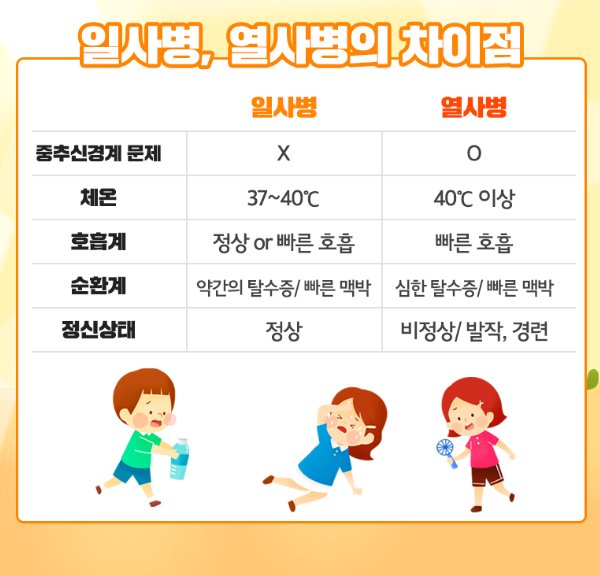 일사병, 열사병의 차이점
일사병 열사병
중추신경계 문제 X O
체온 37~40℃ 40℃ 이상
호흡계 정상 or 빠른 호흡 빠른 호흡
순환계 약간의 탈수증/ 빠른 맥박 심한 탈수증/ 빠른 맥박
정신상태 정상 비정상/ 발작, 경련